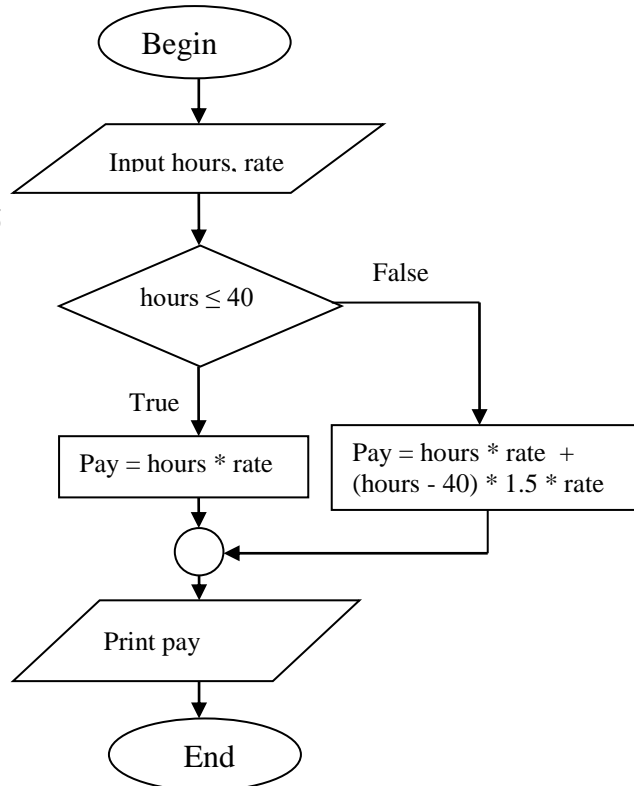 Begin
Input hours, rate
hours ≤ 40
False
True
Pay = hours * rate
Pay = hours * rate +
(hours - 40) * 1.5 * rate
Print pay
End